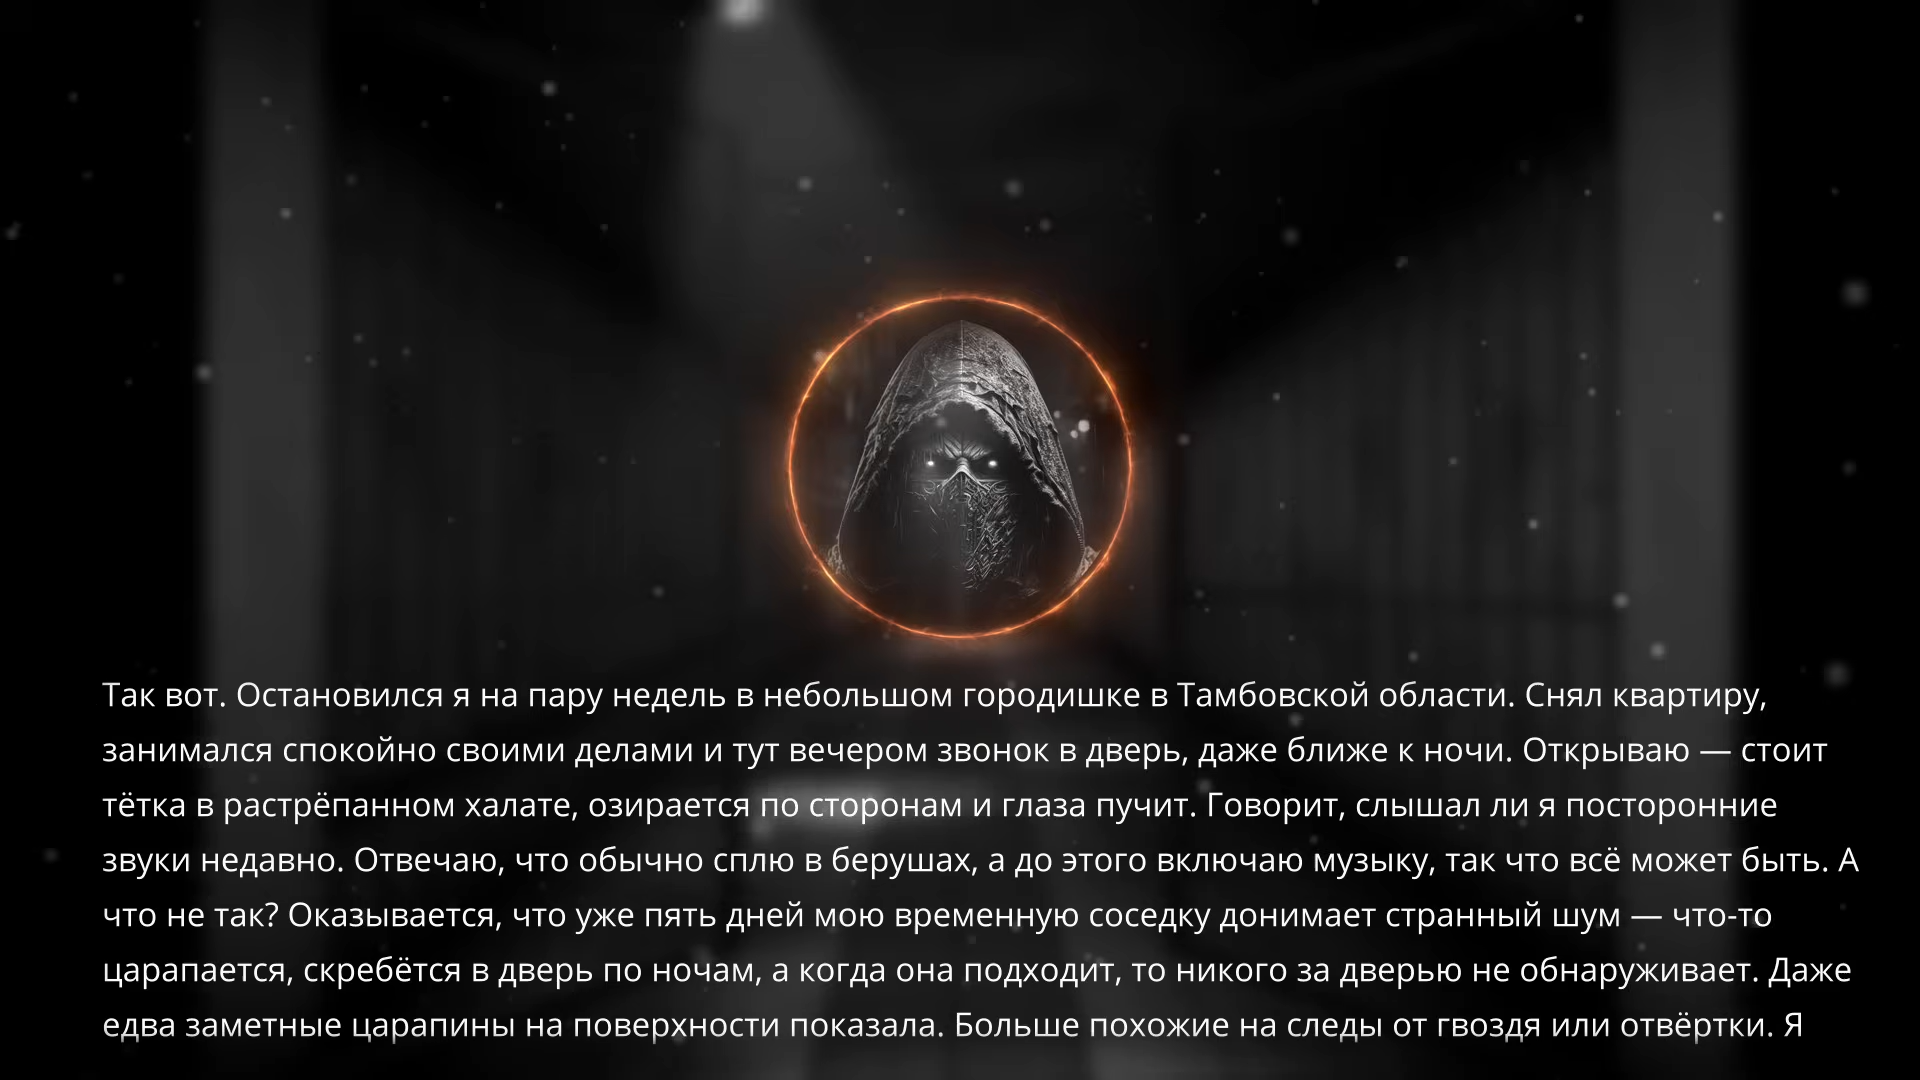 Так вот. Остановился я на пару недель в небольшом городишке в Тамбовской области. Снял квартиру,
занимался спокойно своими делами и тут вечером звонок в дверь, даже ближе к ночи. Открываю — стоит
тётка в растрёпанном халате, озирается по сторонам и глаза пучит. Говорит, слышал ли я посторонние
звуки недавно. Отвечаю, что обычно сплю в берушах, а до этого включаю музыку, так что всё может быть. А
что не так? Оказывается, что уже пять дней мою временную соседку донимает странный шум — что-то
царапается, скребётся в дверь по ночам, а когда она подходит, то никого за дверью не обнаруживает. Даже
едва заметные царапины на поверхности показала. Больше похожие на следы от гвоздя или отвёртки. Я